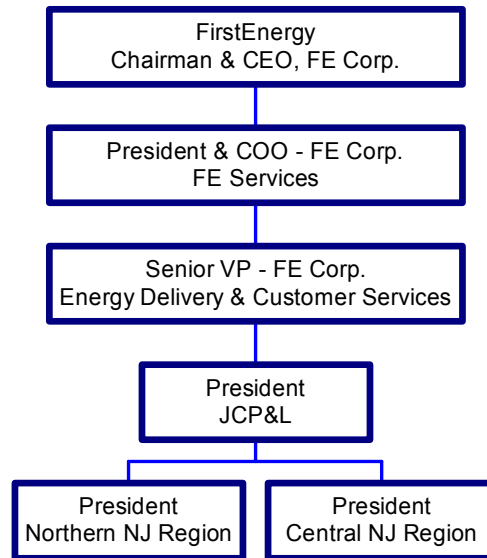 FirstEnergy
Chairman & CEO, FE Corp.
President & COO - FE Corp.
FE Services
Senior VP - FE Corp.
Energy Delivery & Customer Services
President
JCP&L
President
Northern NJ Region
President
Central NJ Region